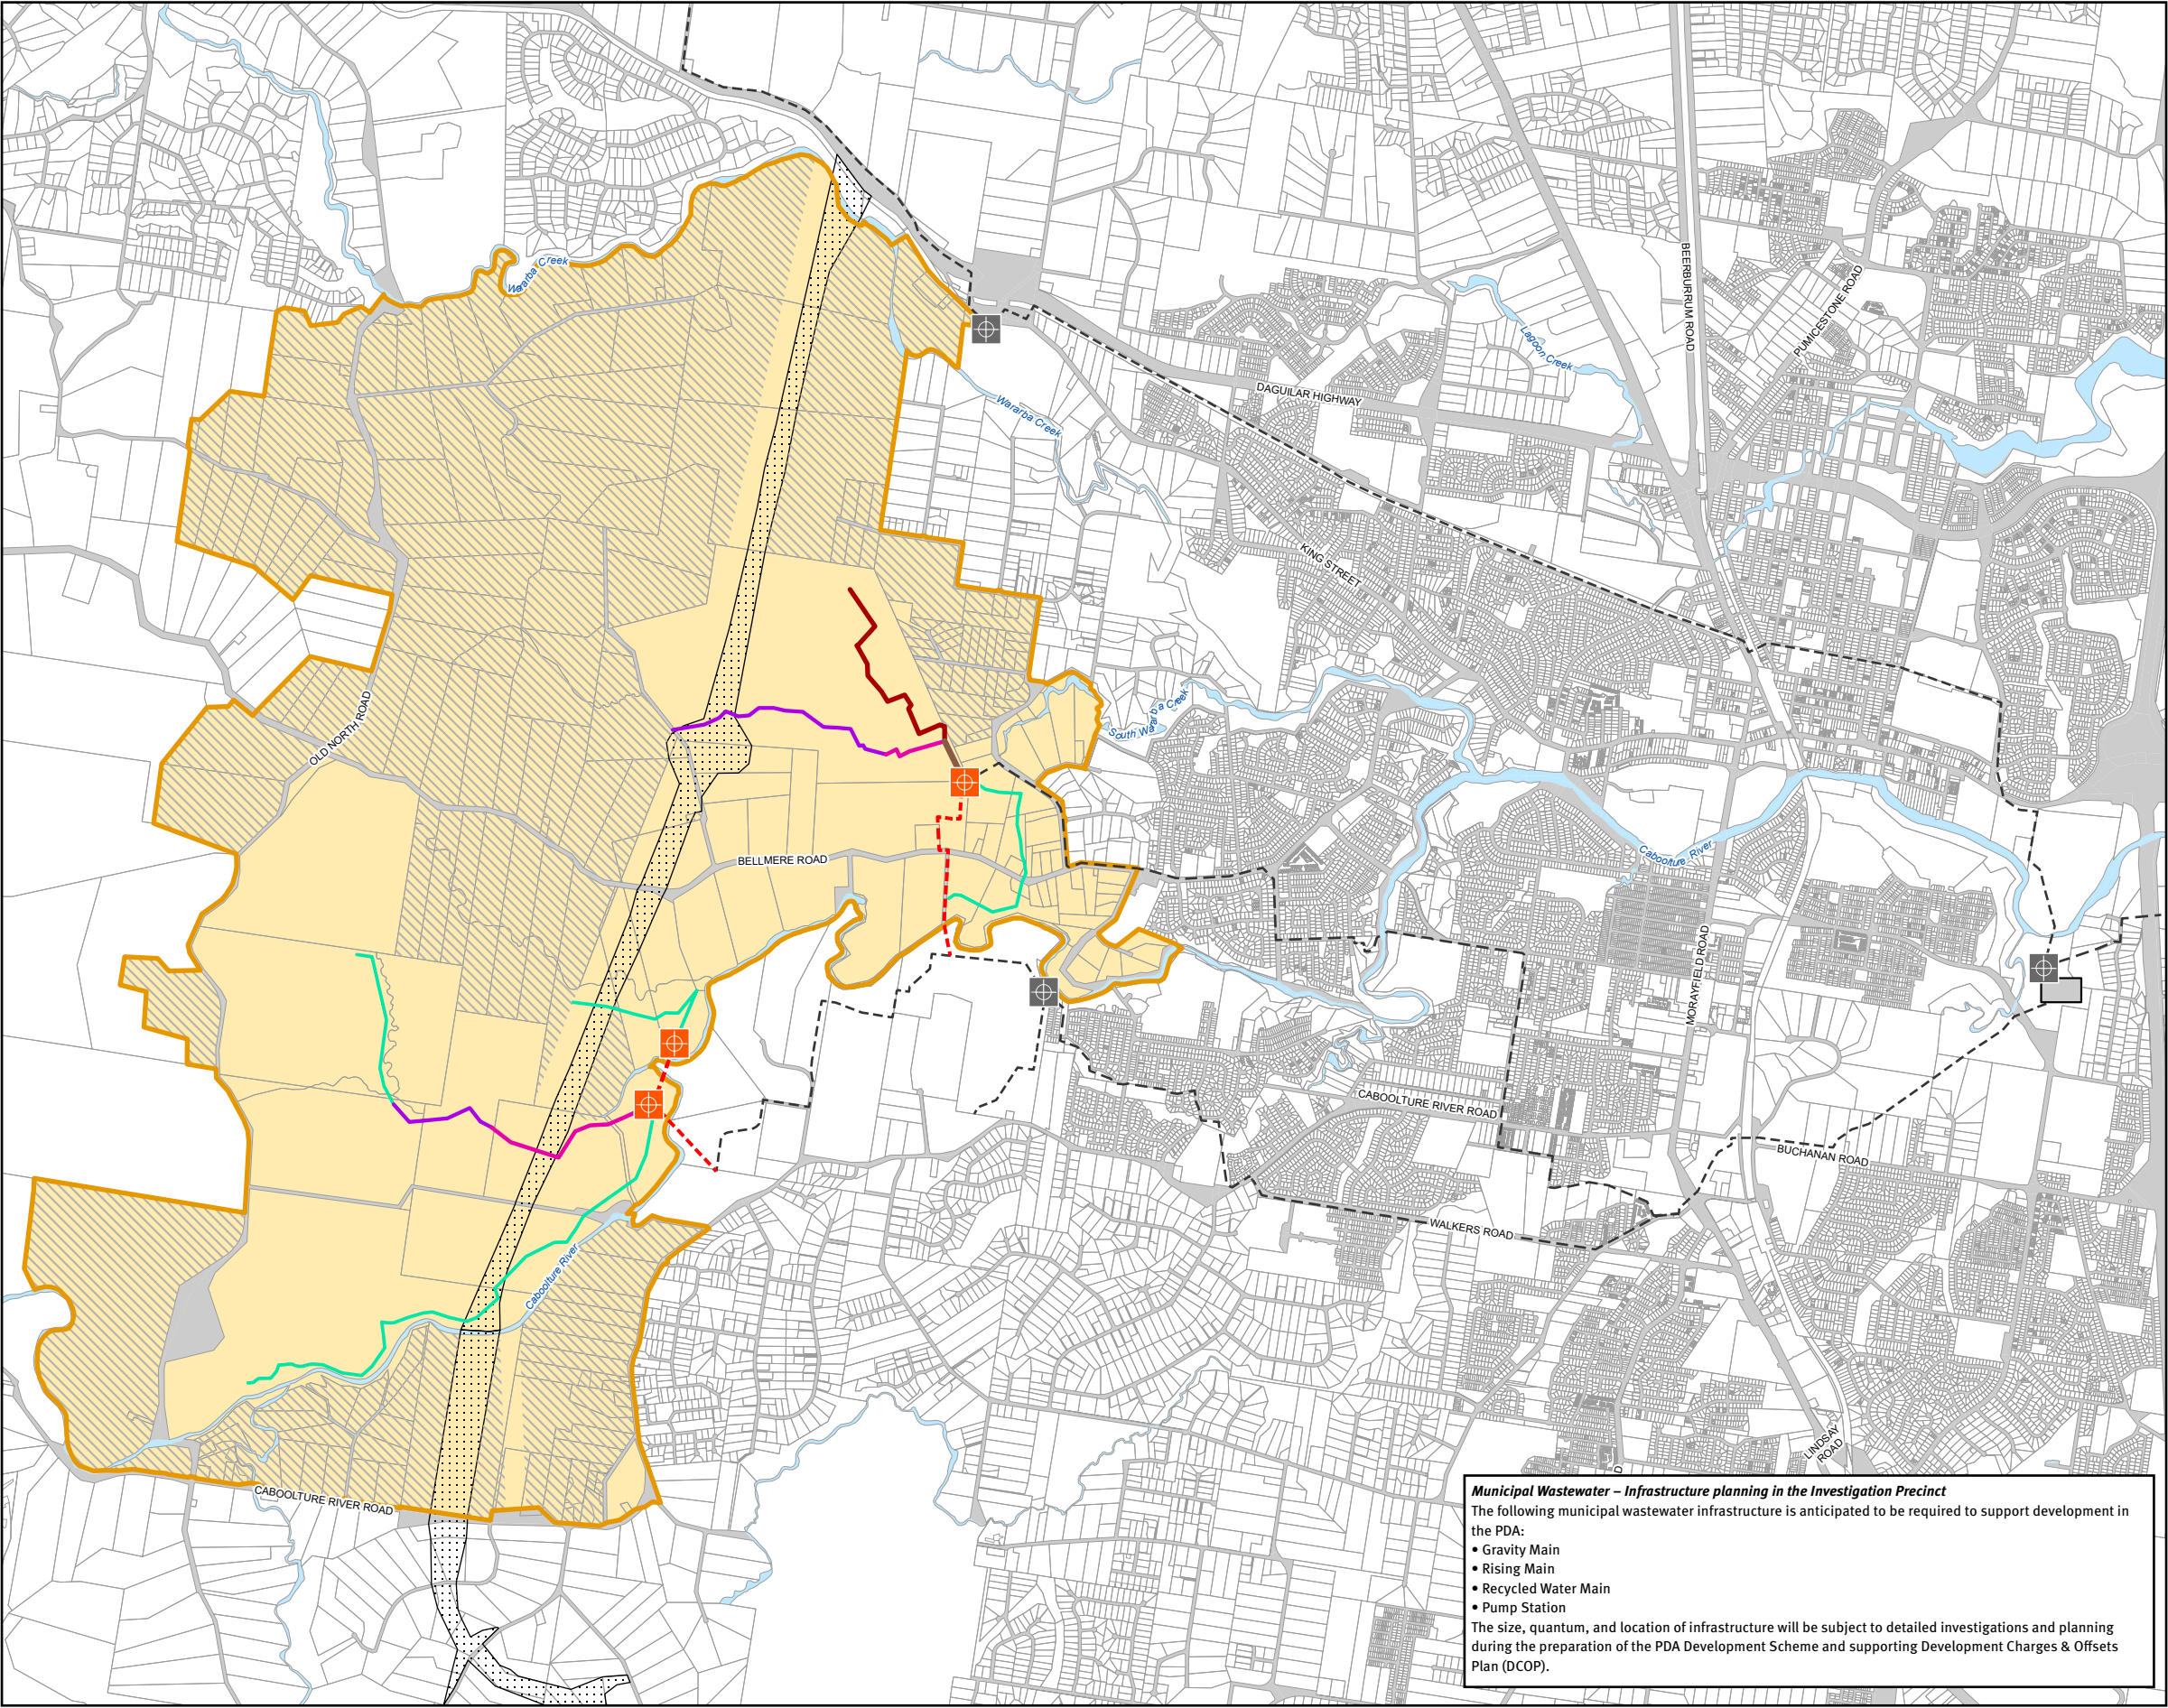 Wararba Creek
BEERBURRUM ROAD
PUMICESTONE ROAD
Lagoon Creek
DAGUILAR HIGHWAY
Wararba Creek
KING STREET
OLD NORTH ROAD
South Wararba Creek
BELLMERE ROAD
Caboolture River
MORAYFIELD ROAD
CABOOLTURE RIVER ROAD
BUCHANAN ROAD
WALKERS ROAD
Caboolture River
CABOOLTURE RIVER ROAD
LINDSAY
ROAD
D
Municipal Wastewater – Infrastructure planning in the Investigation Precinct
The following municipal wastewater infrastructure is anticipated to be required to support development in
the PDA:
• Gravity Main
• Rising Main
• Recycled Water Main
• Pump Station
The size, quantum, and location of infrastructure will be subject to detailed investigations and planning
during the preparation of the PDA Development Scheme and supporting Development Charges & Offsets
Plan (DCOP).